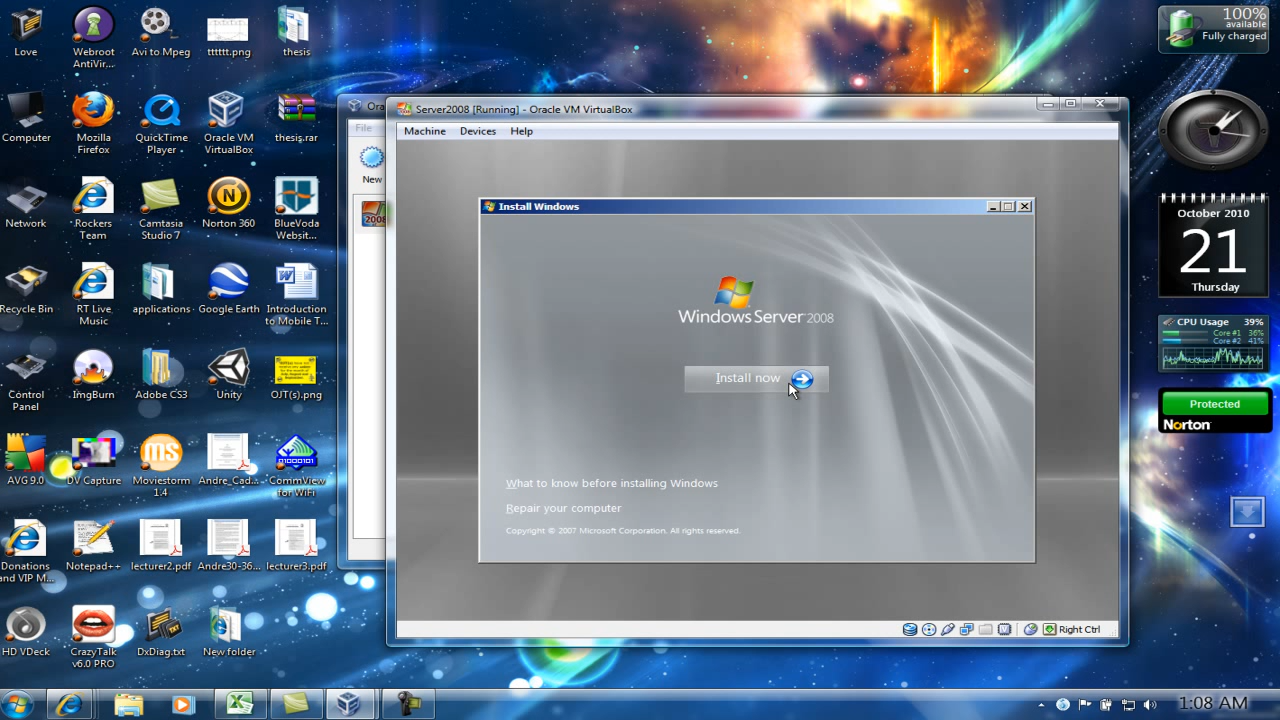 Love
Webroot
AntiVir...
Avi to Mpeg
tttttt.png
thesis
Computer
Mozilla
Firefox
QuickTime
Player
Oracle VM
VirtualBox
thesis.rar
Network
Rockers
Team
Camtasia
Studio 7
N
Norton 360
BlueVoda
Websit...
Recycle Bin
RT Live
Music
applications
Google Earth
Introduction
to Mobile T...
Control
Panel
ImgBurn
Adobe CS3
Unity
OJT(s).png
AVG 9.0
DV Capture
ms
Moviestorm
1.4
Andre_Cad...
01000101
CommView
for WiFi
Donations
and VIP M...
Notepad++
lecturer2.pdf
Andre30-36...
lecturer3.pdf
HD VDeck
CrazyTalk
v6.0 PRO
TXT
DxDiag.txt
New folder
Ora
File
New
2008
Server2008 [Running] - Oracle VM VirtualBox
Machine Devices Help
Install Windows
Windows Server 2008
Install now
What to know before installing Windows
Repair your computer
Copyright © 2007 Microsoft Corporation. All rights reserved.
Right Ctrl
100%
available
Fully charged
October 2010
21
Thursday
CPU Usage 39%
Core #1 36%
Core #2 41%
Protected
Norton
1:08 AM